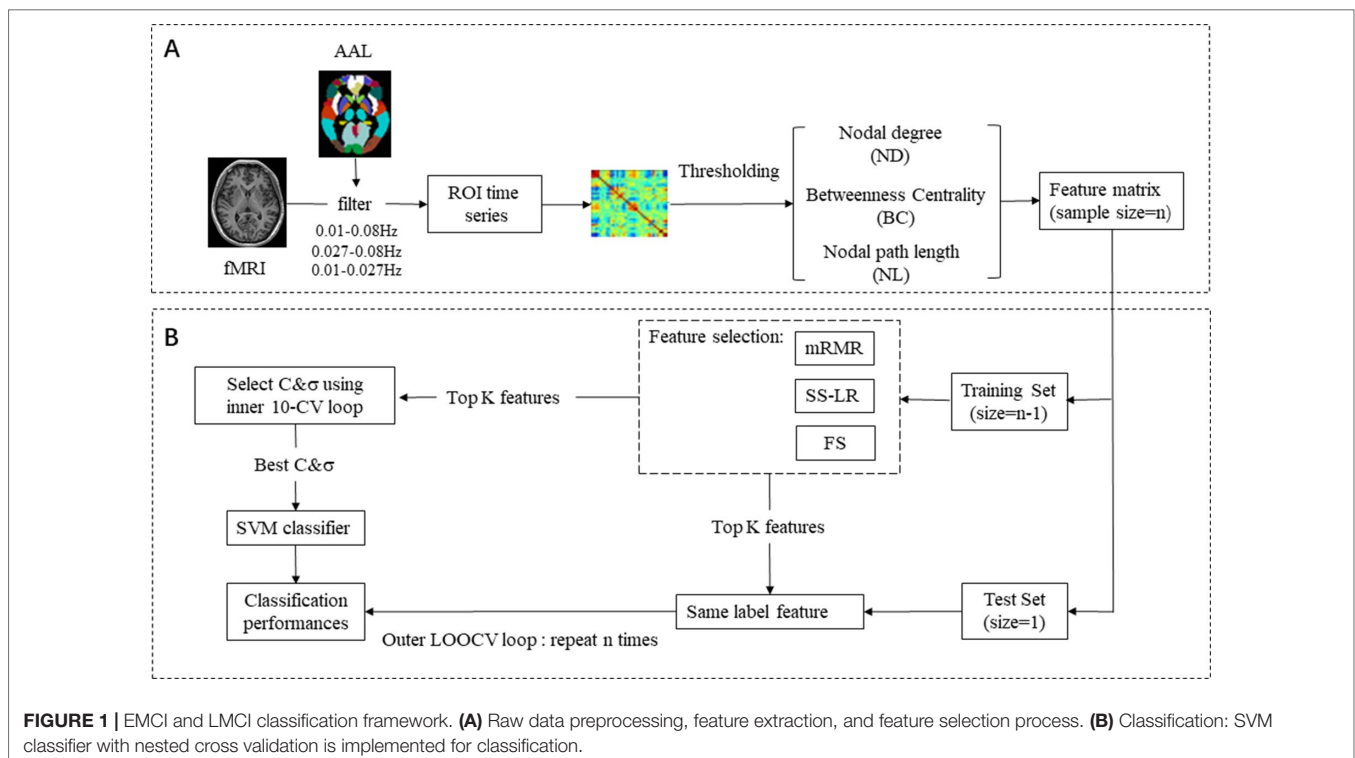 A
AAL
fMRI
filter
0.01-0.08Hz
0.027-0.08Hz
0.01-0.027Hz
ROI time
series
Thresholding
Nodal degree
(ND)
Betweenness Centrality
(BC)
Nodal path length
(NL)
Feature matrix
(sample size=n)
B
Feature selection:
mRMR
SS-LR
FS
Training Set
(size=n-1)
Top K features
Select C&σ using
inner 10-CV loop
Best C&σ
SVM classifier
Classification
performances
Top K features
Same label feature
Test Set
(size=1)
Outer LOOCV loop : repeat n times
FIGURE 1 | EMCI and LMCI classification framework. (A) Raw data preprocessing, feature extraction, and feature selection process. (B) Classification: SVM
classifier with nested cross validation is implemented for classification.